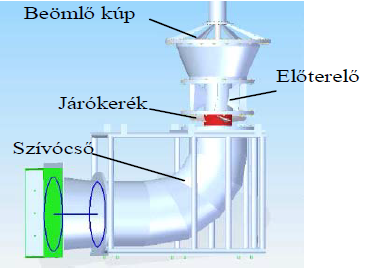 Beömlő kúp
Előterelő
Járókerék
Szívócső